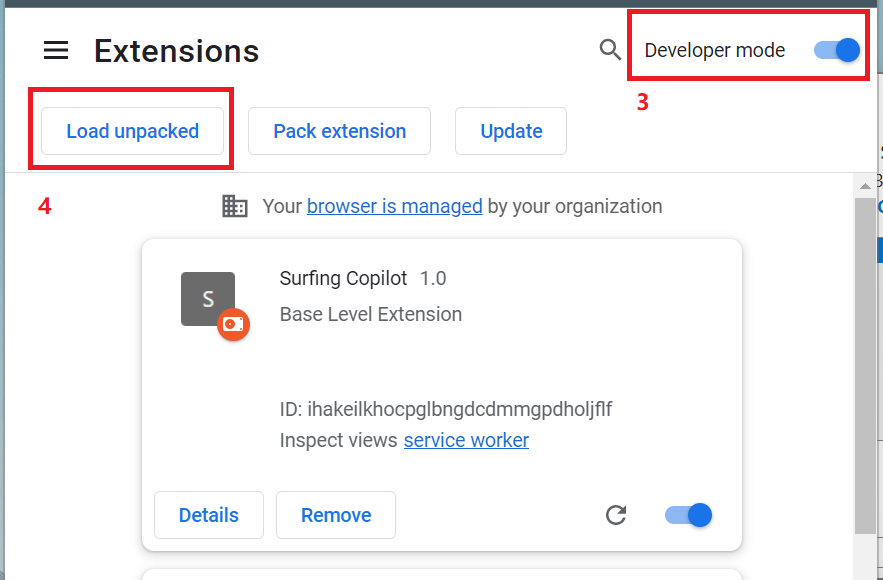 Extensions
Developer mode
3
Load unpacked
Pack extension
Update
4
Your browser is managed by your organization
S
Surfing Copilot 1.0
Base Level Extension
ID: ihakeilkhocpglbngdcdmmgpdholjflf
Inspect views service worker
Details
Remove